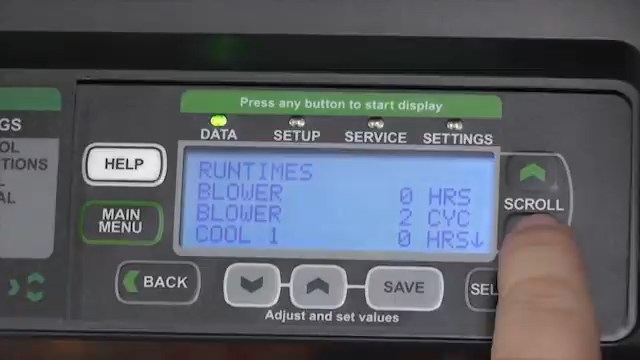 Press any button to start display
DATA SETUP SERVICE SETTINGS
GS
OL
TIONS
L
AL
HELP
MAIN
MENU
BACK
RUNTIMES
BLOWER 0 HRS
BLOWER 2 CYC
COOL 1 0 HRS↓
SCROLL
SAVE
SEL
Adjust and set values